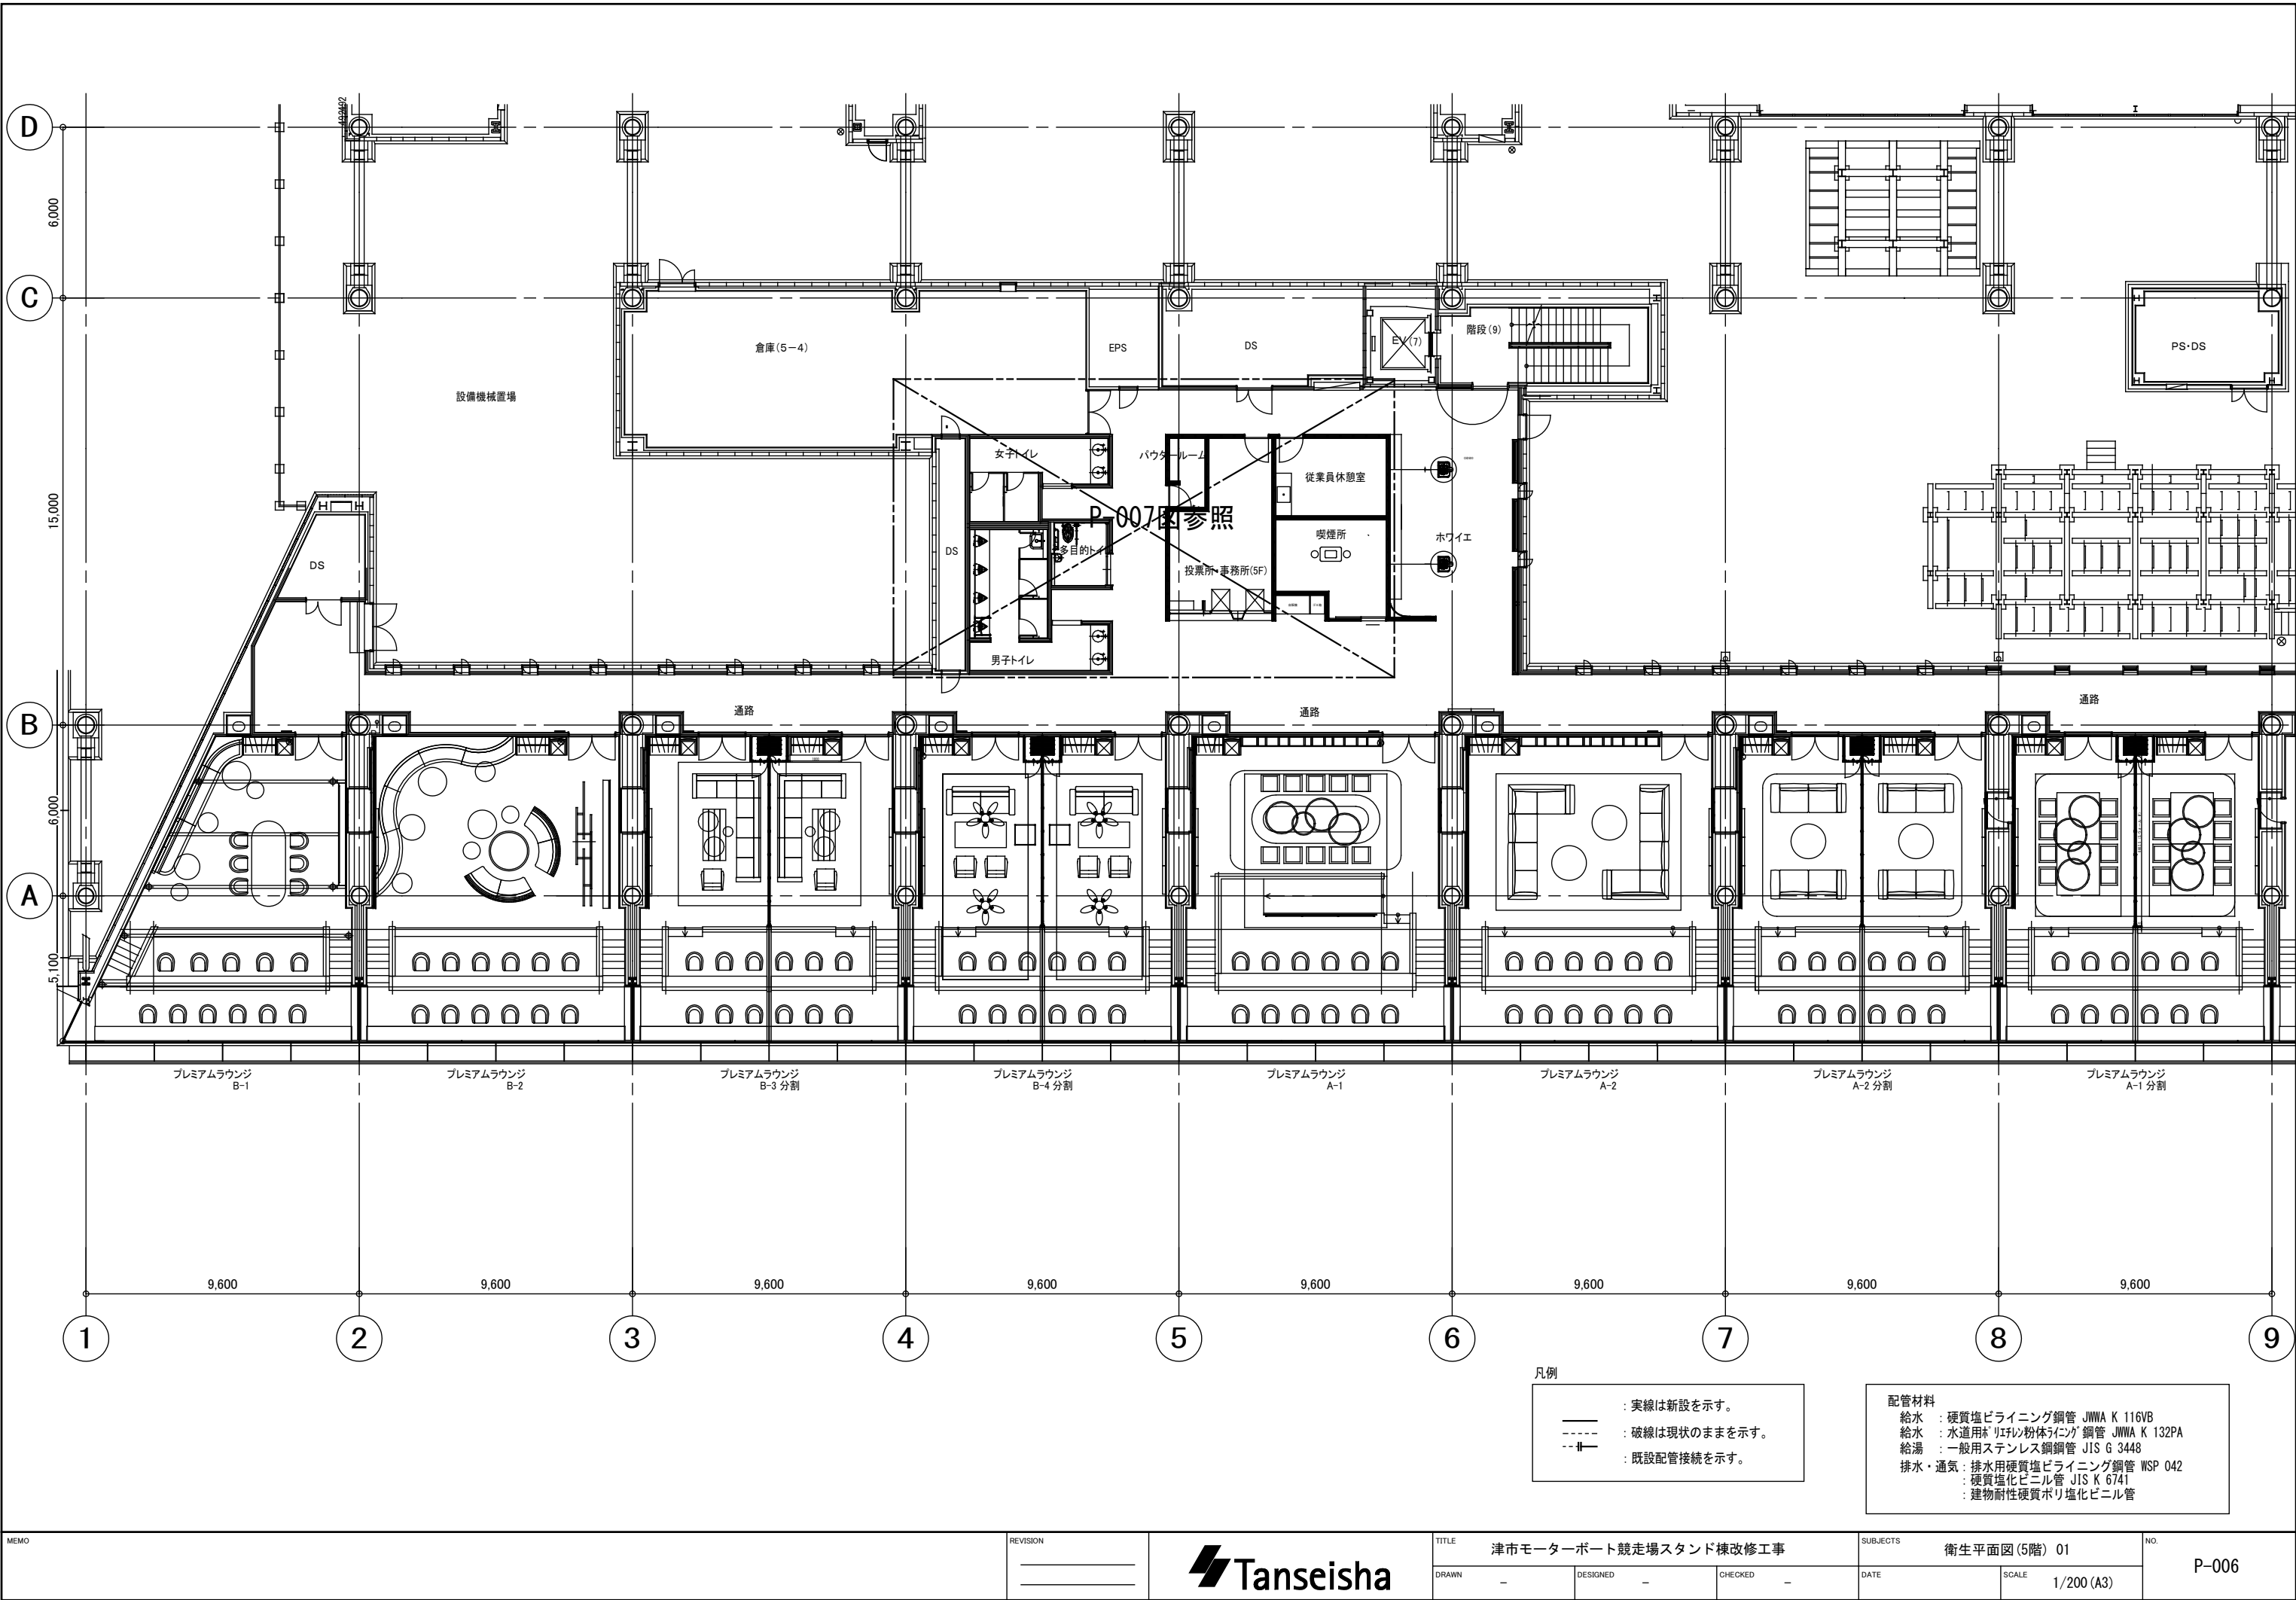 D
C
B
A
6,000
15,000
6,000
5,100
設備機械置場
倉庫(5-4)
EPS
DS
EV(7)
階段(9)
PS・DS
女子トイレ
パウダールーム
従業員休憩室
P-007図参照
喫煙所
ホワイエ
DS
多目的トイレ
投票所・事務所(5F)
DS
男子トイレ
通路
通路
通路
プレミアムラウンジ
B-1
プレミアムラウンジ
B-2
プレミアムラウンジ
B-3 分割
プレミアムラウンジ
B-4 分割
プレミアムラウンジ
A-1
プレミアムラウンジ
A-2
プレミアムラウンジ
A-2 分割
プレミアムラウンジ
A-1 分割
9,600
9,600
9,600
9,600
9,600
9,600
9,600
9,600
1
2
3
4
5
6
7
8
9
凡例
：実線は新設を示す。
：破線は現状のままを示す。
：既設配管接続を示す。
配管材料
給水 ：硬質塩ビライニング鋼管 JWWA K 116VB
給水 ：水道用ﾎﾟﾘｴﾁﾚﾝ粉体ﾗｲﾆﾝｸﾞ鋼管 JWWA K 132PA
給湯 ：一般用ステンレス鋼鋼管 JIS G 3448
排水・通気：排水用硬質塩ビライニング鋼管 WSP 042
：硬質塩化ビニル管 JIS K 6741
：建物耐性硬質ポリ塩化ビニル管
MEMO
REVISION
Tanseisha
TITLE
津市モーターボート競走場スタンド棟改修工事
SUBJECTS
衛生平面図(5階) 01
NO.
P-006
DRAWN
－
DESIGNED
－
CHECKED
－
DATE
SCALE
1/200(A3)